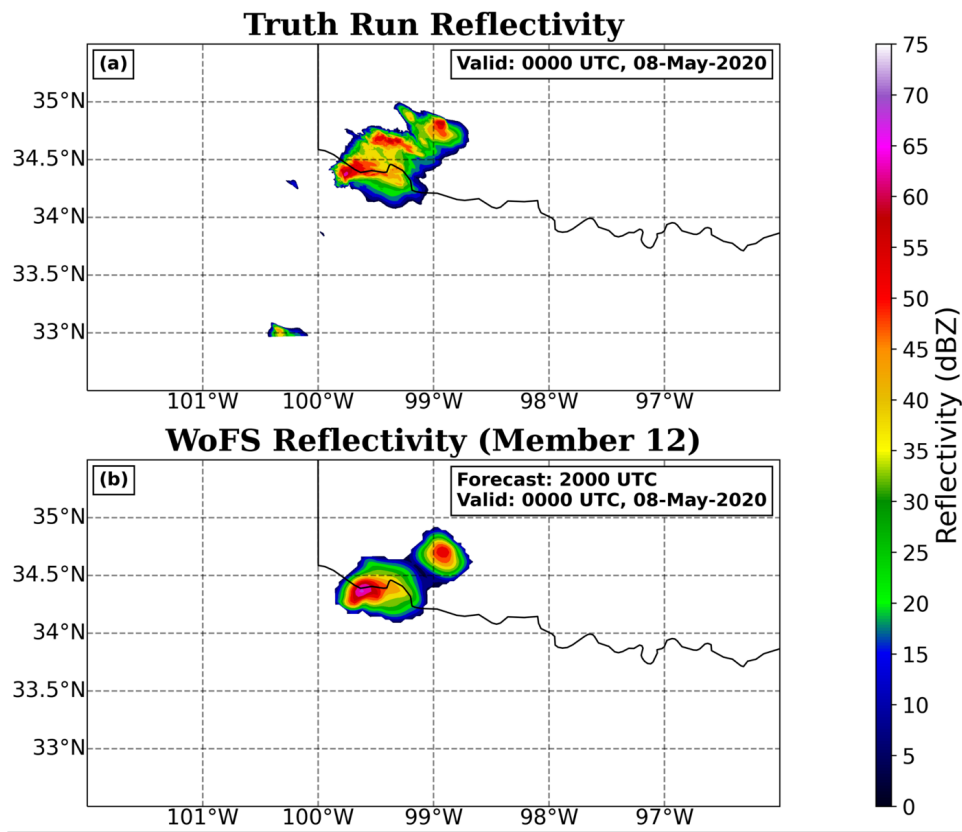 Truth Run Reflectivity
(a)
Valid: 0000 UTC, 08-May-2020
35°N
34.5°N
34°N
33.5°N
33°N
101°W 100°W 99°W 98°W 97°W
WoFS Reflectivity (Member 12)
(b)
Forecast: 2000 UTC
Valid: 0000 UTC, 08-May-2020
35°N
34.5°N
34°N
33.5°N
33°N
101°W 100°W 99°W 98°W 97°W
75
70
65
60
55
50
45
40
35
30
25
20
15
10
5
0
Reflectivity (dBZ)